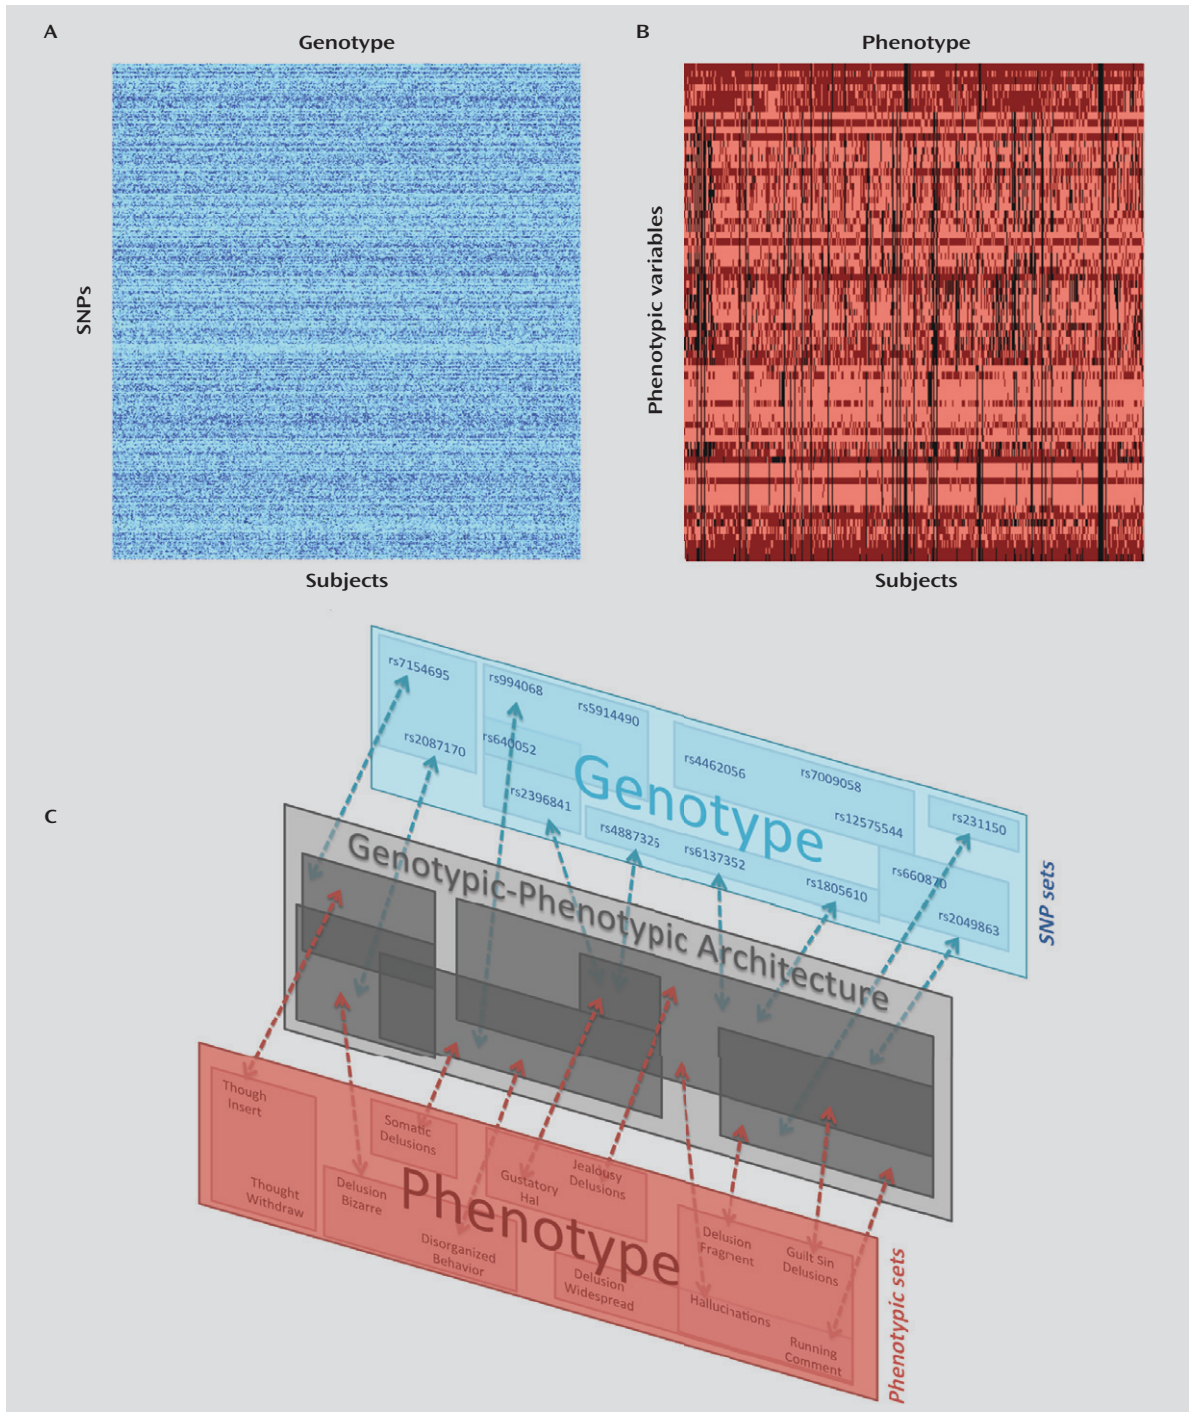 A
Genotype
B
Phenotype
SNPs
Phenotypic variables
Subjects
Subjects
C
rs7154695
rs994068
rs5914490
rs2087170
rs640052
rs2396841
rs4462056
rs7009058
rs12575544
rs231150
Genotype
rs4887325
rs6137352
rs1805610
rs660870
rs2049863
SNP sets
Genotypic-Phenotypic Architecture
Though
Insert
Thought
Withdraw
Somatic
Delusions
Delusion
Bizarre
Gustatory
Hal
Jealousy
Delusions
Phenotype
Disorganized
Behavior
Delusion
Widespread
Delusion
Fragment
Guilt Sin
Delusions
Hallucinations
Running
Comment
Phenotypic sets